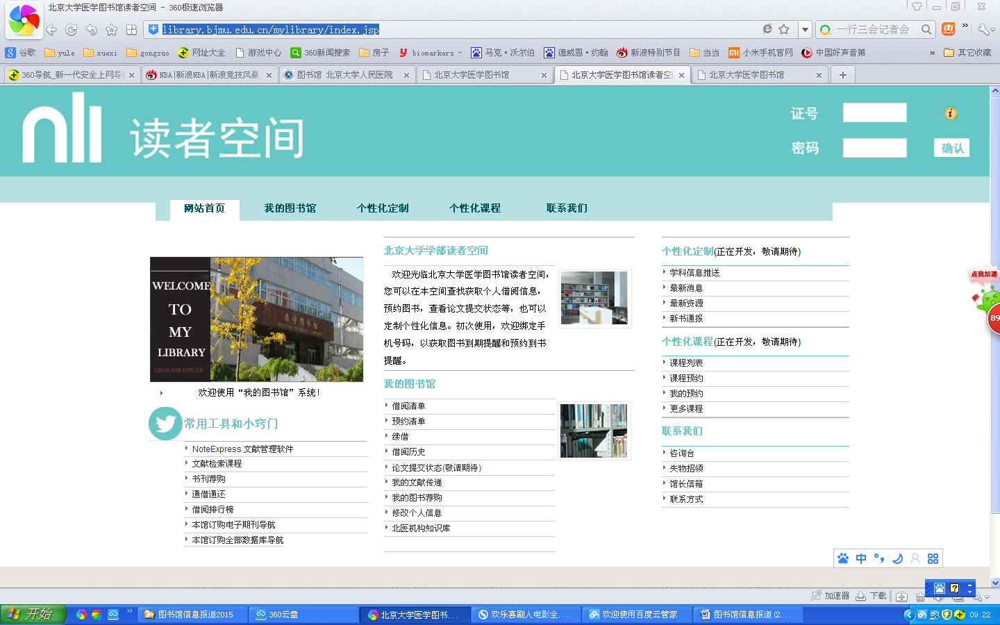 北京大学医学图书馆读者空间 - 360极速浏览器
library.bjmu.edu.cn/mylibrary/index.jsp
一行三会记者会
惠
谷歌 yule xuexi gongzuo 网址大全 游戏中心 360新闻搜索 房子 biomarkers - 马克·沃尔伯 德威恩·约翰 新浪特别节目 当当 小米手机官网 中国好声音第 » 其它收藏
360导航_新一代安全上网导 NBA|新浪NBA|新浪竞技风暴_ 图书馆 北京大学人民医院 北京大学医学图书馆 北京大学医学图书馆读者空间 北京大学医学图书馆
读者空间
证号
密码 确认
网站首页 我的图书馆 个性化定制 个性化课程 联系我们
WELCOME
TO
MY
LIBRARY
LIB.BJUM.EDU.CN
医学图书馆
欢迎使用“我的图书馆”系统!
常用工具和小窍门
NoteExpress 文献管理软件
文献检索课程
书刊荐购
通借通还
借阅排行榜
本馆订购电子期刊导航
本馆订购全部数据库导航
北京大学学部读者空间
欢迎光临北京大学医学图书馆读者空间，
您可以在本空间查找获取个人借阅信息，
预约图书，查看论文提交状态等，也可以
定制个性化信息。初次使用，欢迎绑定手
机号码，以获取图书到期提醒和预约到书
提醒。
我的图书馆
借阅清单
预约清单
续借
借阅历史
论文提交状态(敬请期待)
我的文献传递
我的图书荐购
修改个人信息
北医机构知识库
个性化定制(正在开发，敬请期待)
学科信息推送
最新消息
最新资源
新书通报
个性化课程(正在开发，敬请期待)
课程列表
课程预约
我的预约
更多课程
联系我们
咨询台
失物招领
馆长信箱
联系方式
点我加速
89
中
加速器 下载
开始 图书馆信息报道2015 360云盘 北京大学医学图书... 欢乐喜剧人电影全... 欢迎使用百度云管家 图书馆信息报道 (2... 09:22